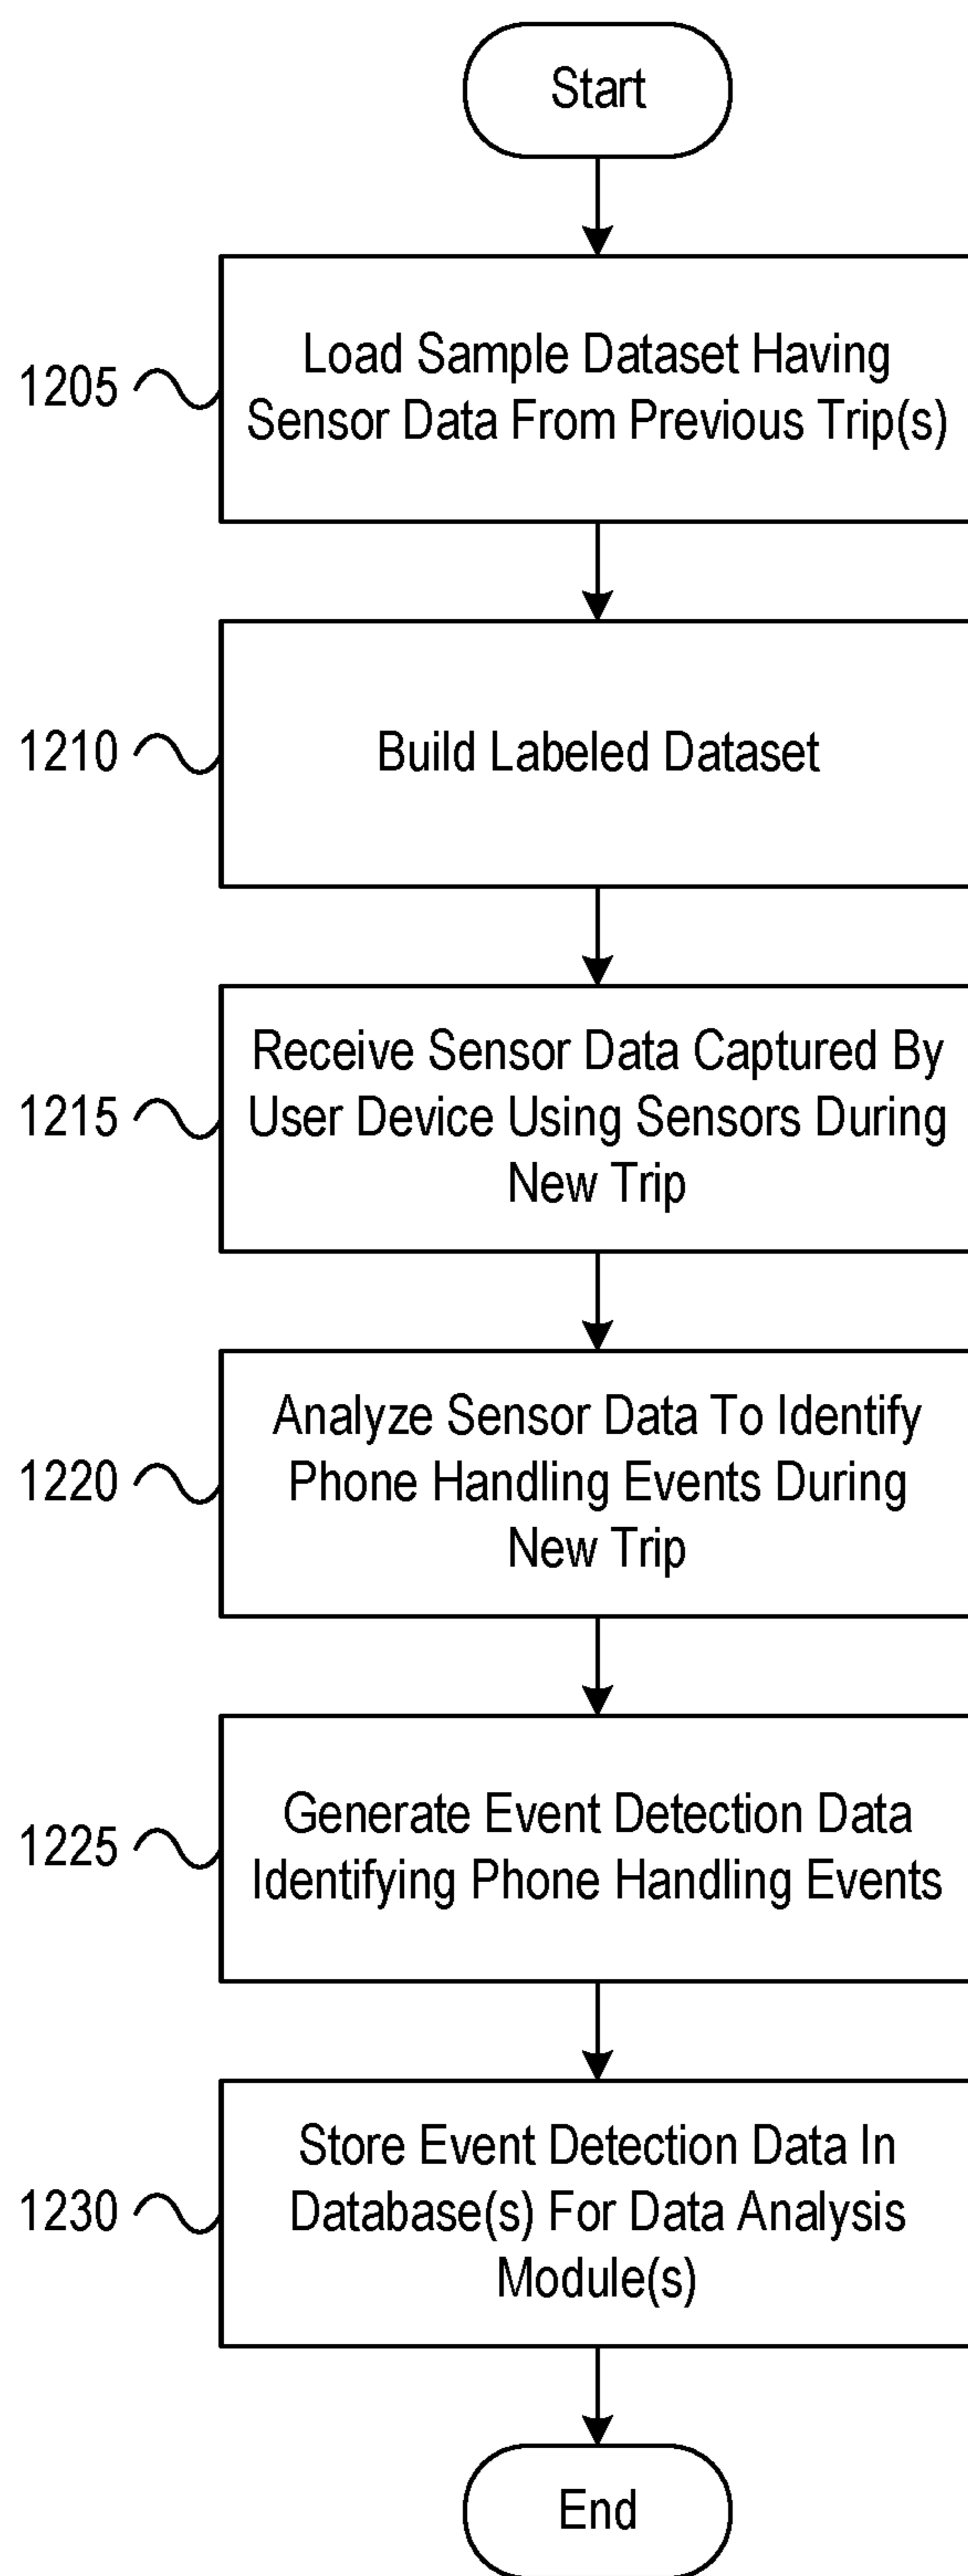 Start
1205
Load Sample Dataset Having
Sensor Data From Previous Trip(s)
1210
Build Labeled Dataset
1215
Receive Sensor Data Captured By
User Device Using Sensors During
New Trip
1220
Analyze Sensor Data To Identify
Phone Handling Events During
New Trip
1225
Generate Event Detection Data
Identifying Phone Handling Events
1230
Store Event Detection Data In
Database(s) For Data Analysis
Module(s)
End